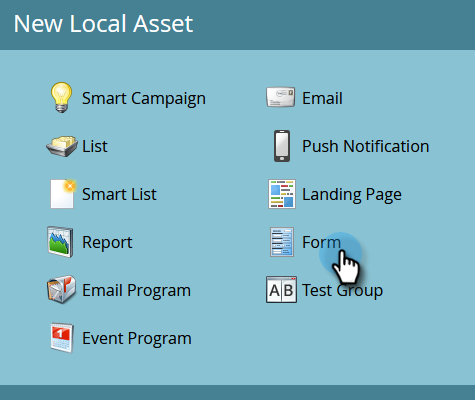 New Local Asset
Smart Campaign
Email
List
Push Notification
Smart List
Landing Page
Report
Form
Email Program
A B
Test Group
1
Event Program